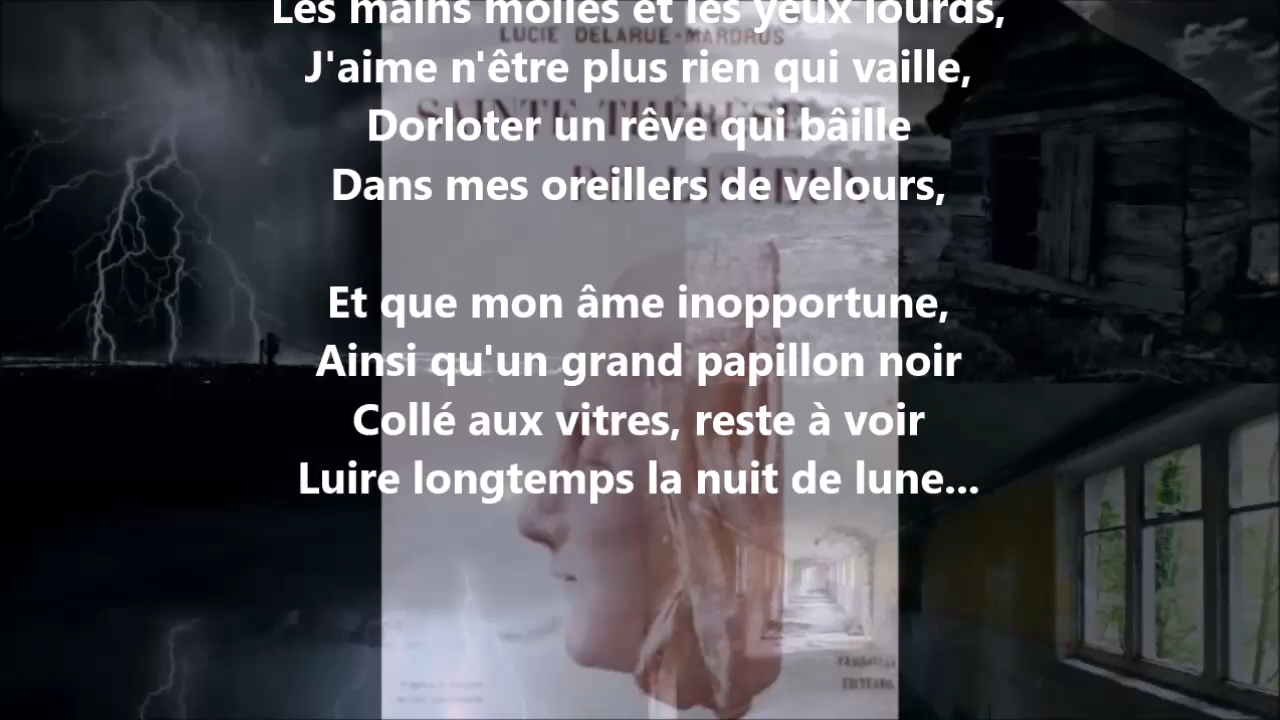 Les mains molles et les yeux lourds,
LUCIE DELARUE-MARDRUS
J'aime n'être plus rien qui vaille,
SAINTE THÉRÈSE
Dorloter un rêve qui bâille
Dans mes oreillers de velours,
Et que mon âme inopportune,
Ainsi qu'un grand papillon noir
Collé aux vitres, reste à voir
Luire longtemps la nuit de lune...